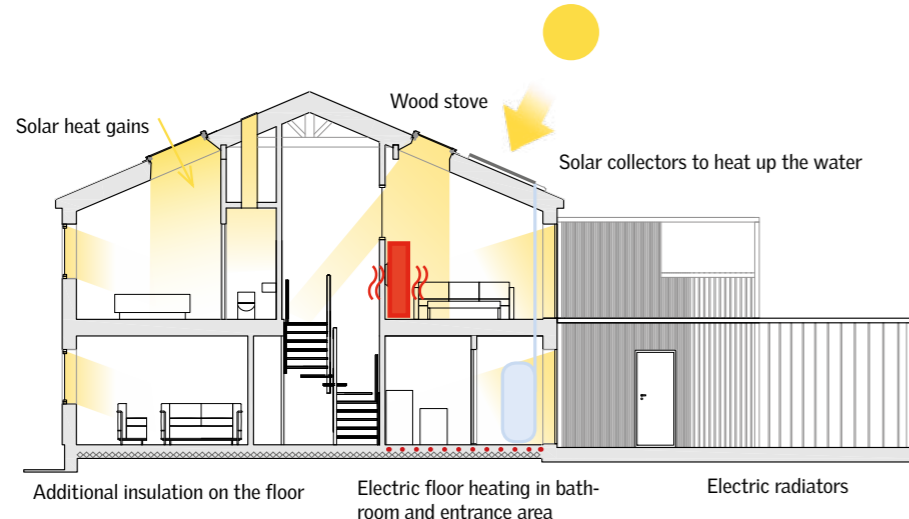 Wood stove
Solar heat gains
Solar collectors to heat up the water
Additional insulation on the floor
Electric floor heating in bath-
room and entrance area
Electric radiators